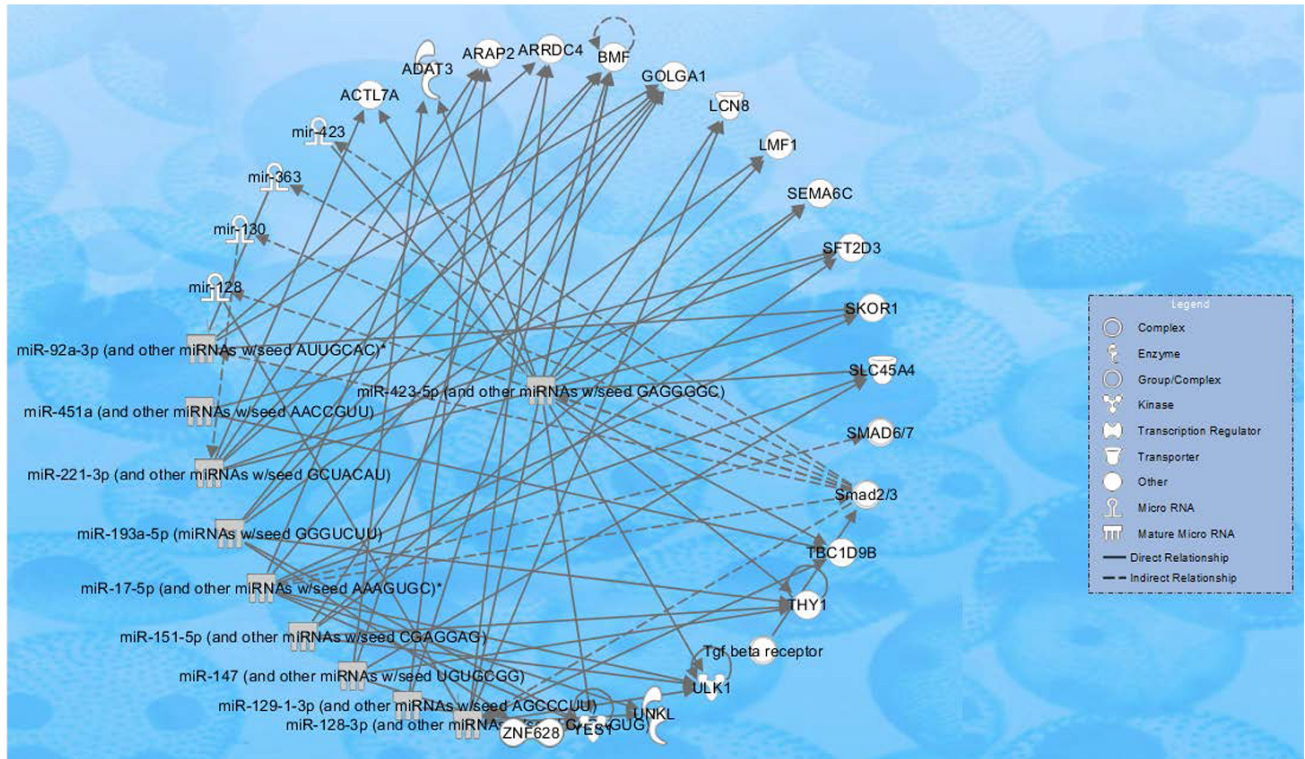 ADAT3
ARAP2
ARRDC4
BMF
GOLGA1
ACTL7A
LCN8
mir-423
LMF1
mir-363
SEMA6C
mir-130
SFT2D3
mir-128
SKOR1
miR-92a-3p (and other miRNAs w/seed AUUGCAC)*
SLC45A4
miR-423-5p (and other miRNAs w/seed GAGGGGC)
miR-451a (and other miRNAs w/seed AACCGUU)
SMAD6/7
miR-221-3p (and other miRNAs w/seed GCUACAU)
Smad2/3
miR-193a-5p (miRNAs w/seed GGGUCUU)
TBC1D9B
miR-17-5p (and other miRNAs w/seed AAAGUGC)*
THY1
miR-151-5p (and other miRNAs w/seed CGAGGAG)
Tgf beta receptor
miR-147 (and other miRNAs w/seed UGUGCGG)
ULK1
miR-129-1-3p (and other miRNAs w/seed AGCCCUU)
UNKL
miR-128-3p (and other miRNAs
ZNF628
YES1
Legend
Complex
Enzyme
Group/Complex
Kinase
Transcription Regulator
Transporter
Other
Micro RNA
Mature Micro RNA
Direct Relationship
Indirect Relationship